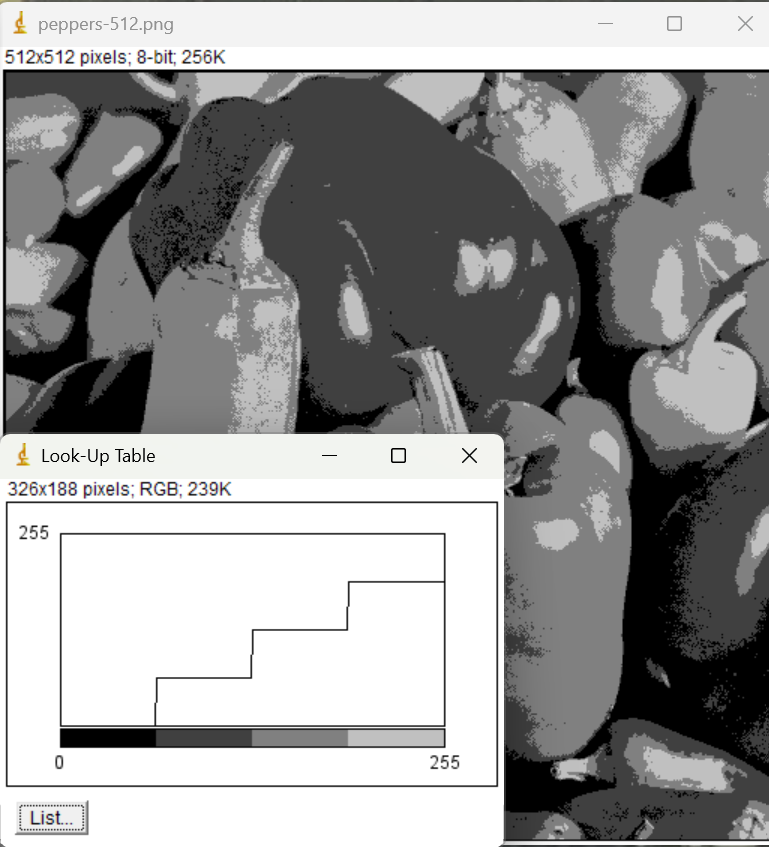 peppers-512.png
512x512 pixels; 8-bit; 256K
Look-Up Table
326x188 pixels; RGB; 239K
255
0 255
List...